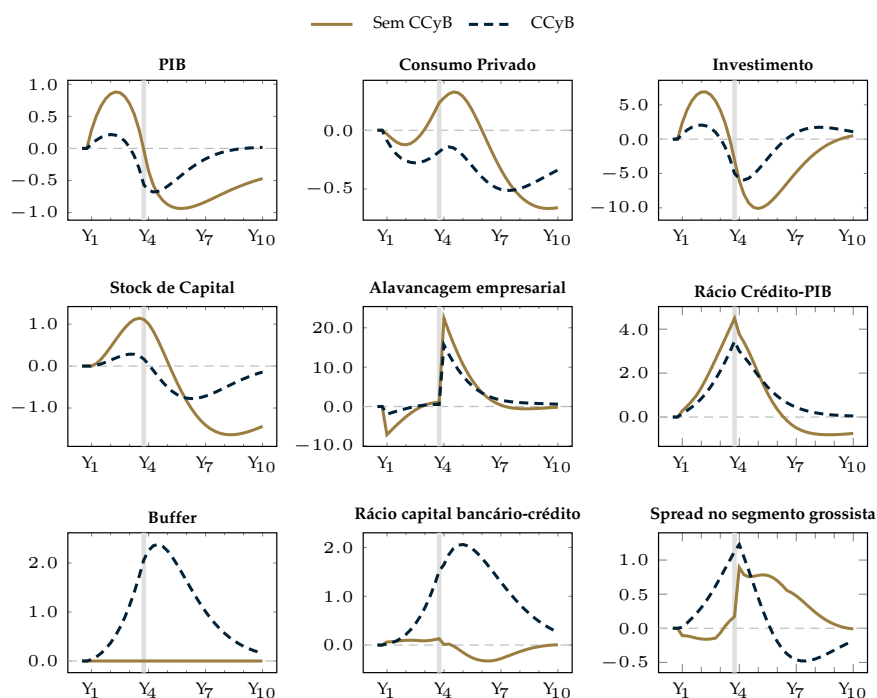 Sem CCyB CCyB
PIB
1.0
0.5
0.0
−0.5
−1.0
Y1 Y4 Y7 Y10
Consumo Privado
0.0
−0.5
Y1 Y4 Y7 Y10
Investimento
5.0
0.0
−5.0
−10.0
Y1 Y4 Y7 Y10
Stock de Capital
1.0
0.0
−1.0
Y1 Y4 Y7 Y10
Alavancagem empresarial
20.0
10.0
0.0
−10.0
Y1 Y4 Y7 Y10
Rácio Crédito-PIB
4.0
2.0
0.0
Y1 Y4 Y7 Y10
Buffer
2.0
1.0
0.0
Y1 Y4 Y7 Y10
Rácio capital bancário-crédito
2.0
1.0
0.0
Y1 Y4 Y7 Y10
Spread no segmento grossista
1.0
0.5
0.0
−0.5
Y1 Y4 Y7 Y10